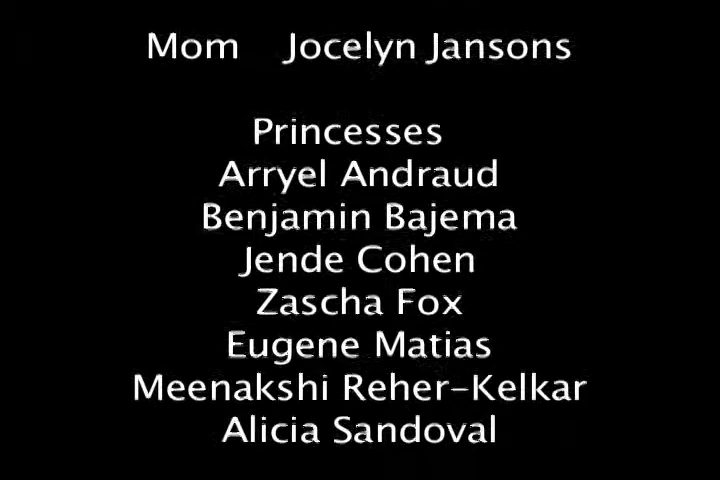 Mom Jocelyn Jansons
Princesses
Arryel Andraud
Benjamin Bajema
Jende Cohen
Zascha Fox
Eugene Matias
Meenakshi Reher-Kelkar
Alicia Sandoval